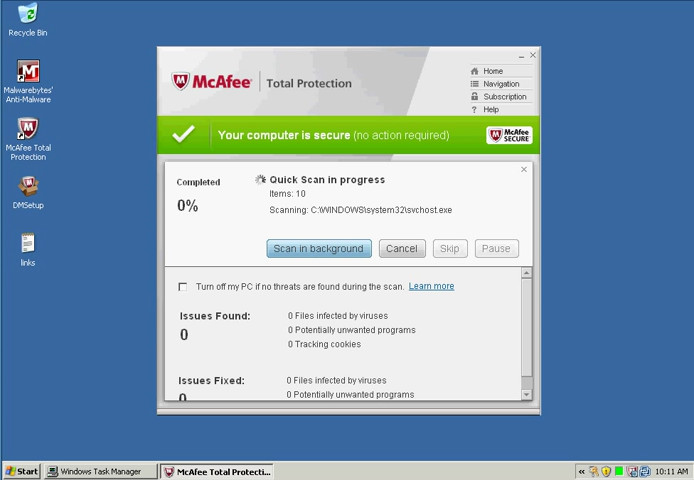 Recycle Bin
Malwarebytes'
Anti-Malware
McAfee Total
Protection
DMSetup
links
McAfee Total Protection
Home
Navigation
Subscription
? Help
Your computer is secure (no action required)
McAfee
SECURE
Completed
0%
Quick Scan in progress
Items: 10
Scanning: C:\WINDOWS\system32\svchost.exe
Scan in background
Cancel
Skip
Pause
Turn off my PC if no threats are found during the scan. Learn more
Issues Found:
0
0 Files infected by viruses
0 Potentially unwanted programs
0 Tracking cookies
Issues Fixed:
0
0 Files infected by viruses
0 Potentially unwanted programs
Start
Windows Task Manager
McAfee Total Protecti...
10:11 AM